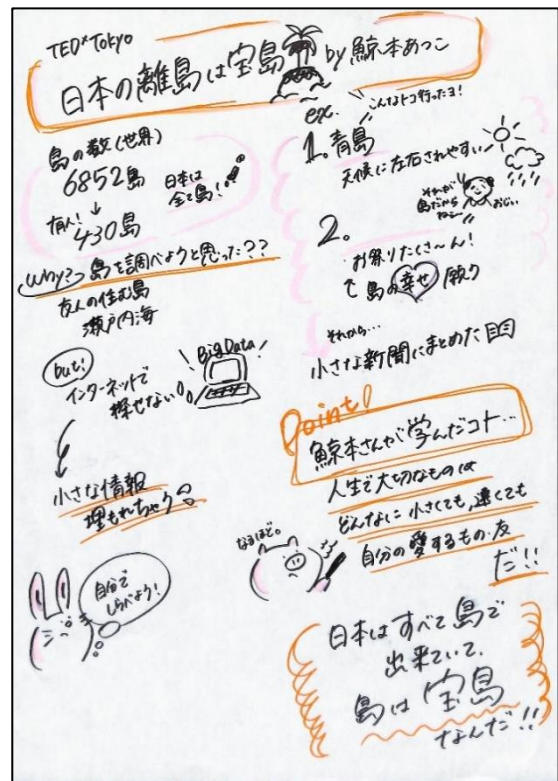 TED×Tokyo
日本の離島は宝島 by 鯨本あつこ
島の数(世界)
6852島
日本は
全て島!
有人!
↓
430島
Why? 島を調べようと思った??
友人の住む島
瀬戸内海
but!
インターネットで
探せない
Big Data
小さな情報
埋もれちゃう
自分で
しらべよう!
ex.
こんなトコ行ったヨ!
1. 青島
天候に左右されやすい
それが
島だから
ねぇ〜
おじい
2.
お祭りたくさ〜ん!
て島の幸せ願う
それから…
小さな新聞にまとめた
Point!
鯨本さんが学んだコト…
人生で大切なものは
どんなに小さくても、遠くても
自分の愛するもの・友
だ!!
なるほど。
日本はすべて島で
出来ていて、
島は宝島
なんだ!!